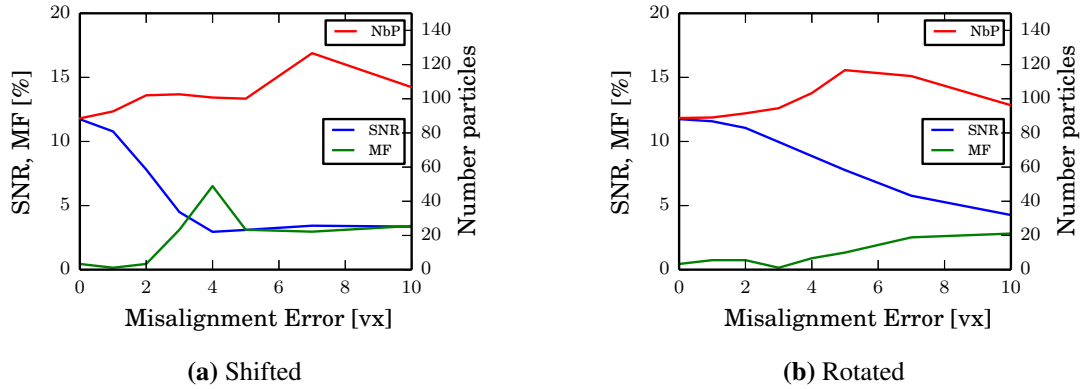 20
15
10
5
0
SNR, MF [%]
NbP
SNR
MF
140
120
100
80
60
40
20
0
Number particles
0 2 4 6 8 10
Misalignment Error [vx]
(a) Shifted
20
15
10
5
0
SNR, MF [%]
NbP
SNR
MF
140
120
100
80
60
40
20
0
Number particles
0 2 4 6 8 10
Misalignment Error [vx]
(b) Rotated